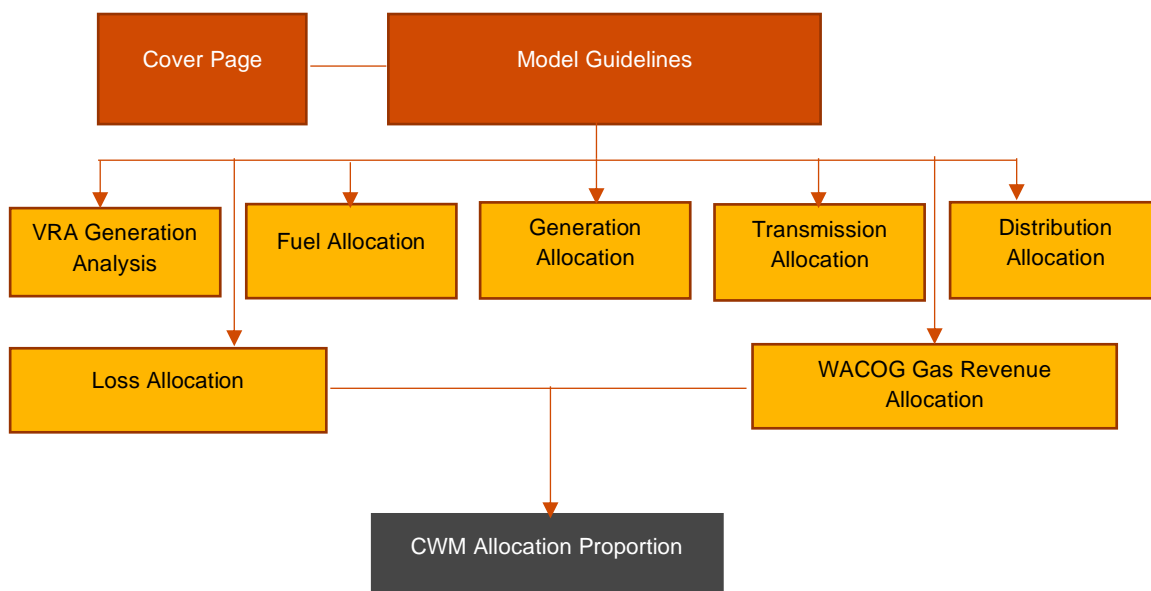 Cover Page
Model Guidelines
VRA Generation
Analysis
Fuel Allocation
Generation
Allocation
Transmission
Allocation
Distribution
Allocation
Loss Allocation
WACOG Gas Revenue
Allocation
CWM Allocation Proportion